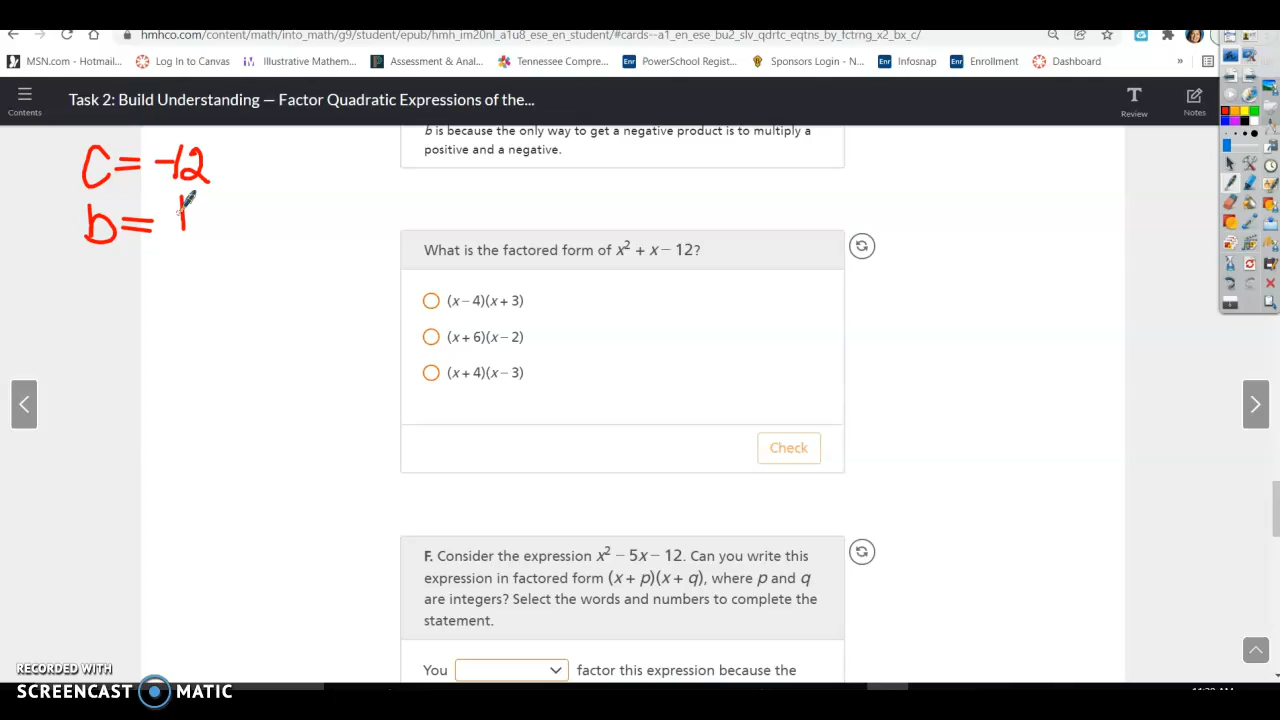 hmhco.com/content/math/into_math/g9/student/epub/hmh_im20nl_a1u8_ese_en_student/#cards--a1_en_ese_bu2_slv_qdrtc_eqtns_by_fctrng_x2_bx_c/
MSN.com - Hotmail... Log In to Canvas Illustrative Mathem... Assessment & Anal... Tennessee Compre... Enr PowerSchool Regist... Sponsors Login - N... Enr Infosnap Enr Enrollment Dashboard »
Contents Task 2: Build Understanding — Factor Quadratic Expressions of the... T Review Notes
b is because the only way to get a negative product is to multiply a
positive and a negative.
C = -12
b = 1
What is the factored form of x² + x − 12?
(x − 4)(x + 3)
(x + 6)(x − 2)
(x + 4)(x − 3)
Check
F. Consider the expression x² − 5x − 12. Can you write this
expression in factored form (x + p)(x + q), where p and q
are integers? Select the words and numbers to complete the
statement.
You factor this expression because the
RECORDED WITH
SCREENCAST MATIC